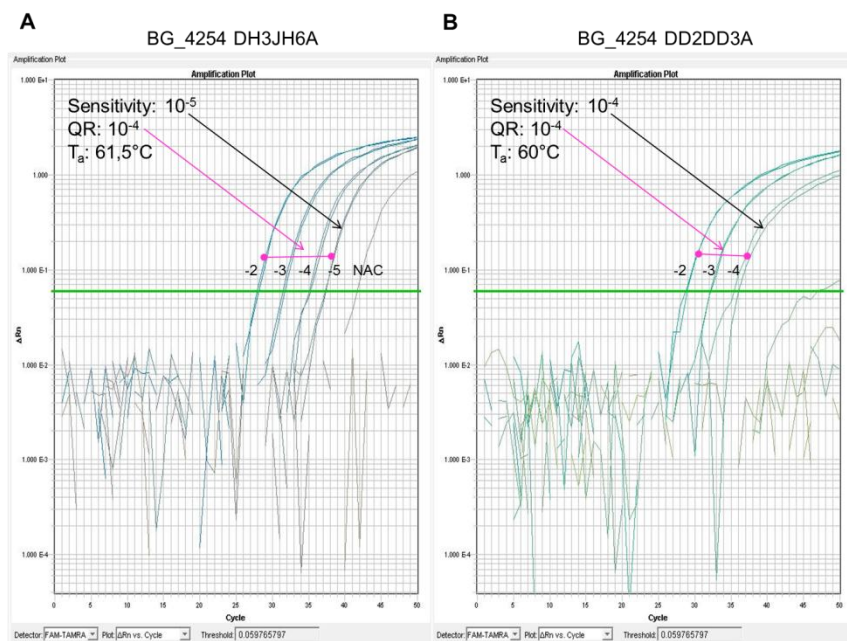 A
BG_4254 DH3JH6A
Amplification Plot
Amplification Plot
1.000 E+1
1.000
1.000 E-1
1.000 E-2
1.000 E-3
1.000 E-4
ΔRn
Sensitivity: 10-5
QR: 10-4
Ta: 61,5°C
-2 -3 -4 -5 NAC
0 5 10 15 20 25 30 35 40 45 50
Cycle
Detector: FAM-TAMRA Plot: ΔRn vs. Cycle Threshold: 0.059765797
B
BG_4254 DD2DD3A
Amplification Plot
Amplification Plot
1.000 E+1
1.000
1.000 E-1
1.000 E-2
1.000 E-3
1.000 E-4
ΔRn
Sensitivity: 10-4
QR: 10-4
Ta: 60°C
-2 -3 -4
0 5 10 15 20 25 30 35 40 45 50
Cycle
Detector: FAM-TAMRA Plot: ΔRn vs. Cycle Threshold: 0.059765797